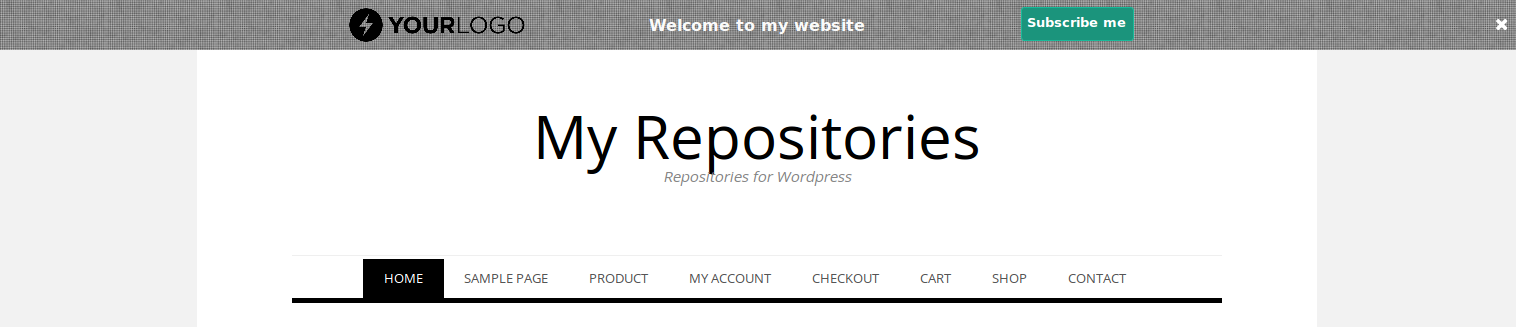 YOURLOGO Welcome to my website Subscribe me ×
My Repositories
Repositories for Wordpress
HOME SAMPLE PAGE PRODUCT MY ACCOUNT CHECKOUT CART SHOP CONTACT